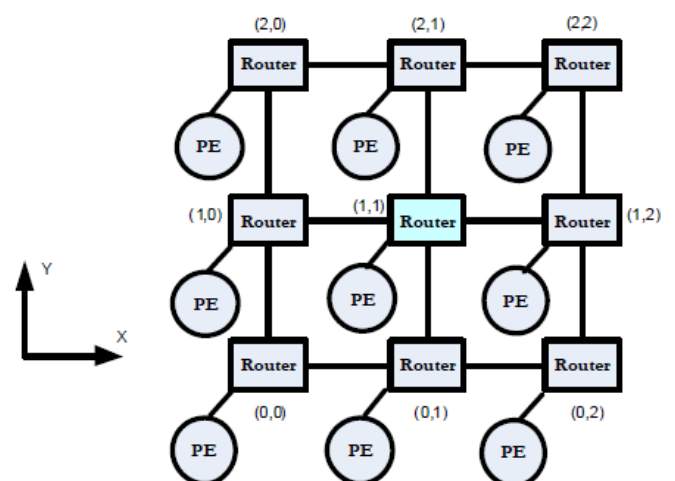 (2,0) (2,1) (2,2)
Router Router Router
PE PE PE
(1,0) Router (1,1) Router Router (1,2)
Y
PE PE PE
X
Router Router Router
(0,0) (0,1) (0,2)
PE PE PE